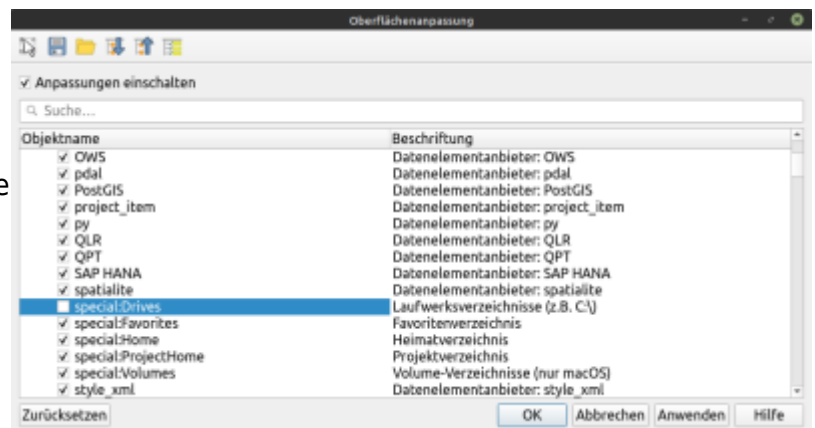 Oberflächenanpassung
Anpassungen einschalten
Suche...
Objektname Beschriftung
OWS Datenelementanbieter: OWS
pdal Datenelementanbieter: pdal
e
PostGIS Datenelementanbieter: PostGIS
project_item Datenelementanbieter: project_item
py Datenelementanbieter: py
QLR Datenelementanbieter: QLR
QPT Datenelementanbieter: QPT
SAP HANA Datenelementanbieter: SAP HANA
spatialite Datenelementanbieter: spatialite
special:Drives Laufwerksverzeichnisse (z.B. C:\)
special:Favorites Favoritenverzeichnis
special:Home Heimatverzeichnis
special:ProjectHome Projektverzeichnis
special:Volumes Volume-Verzeichnisse (nur macOS)
style_xml Datenelementanbieter: style_xml
Zurücksetzen OK Abbrechen Anwenden Hilfe